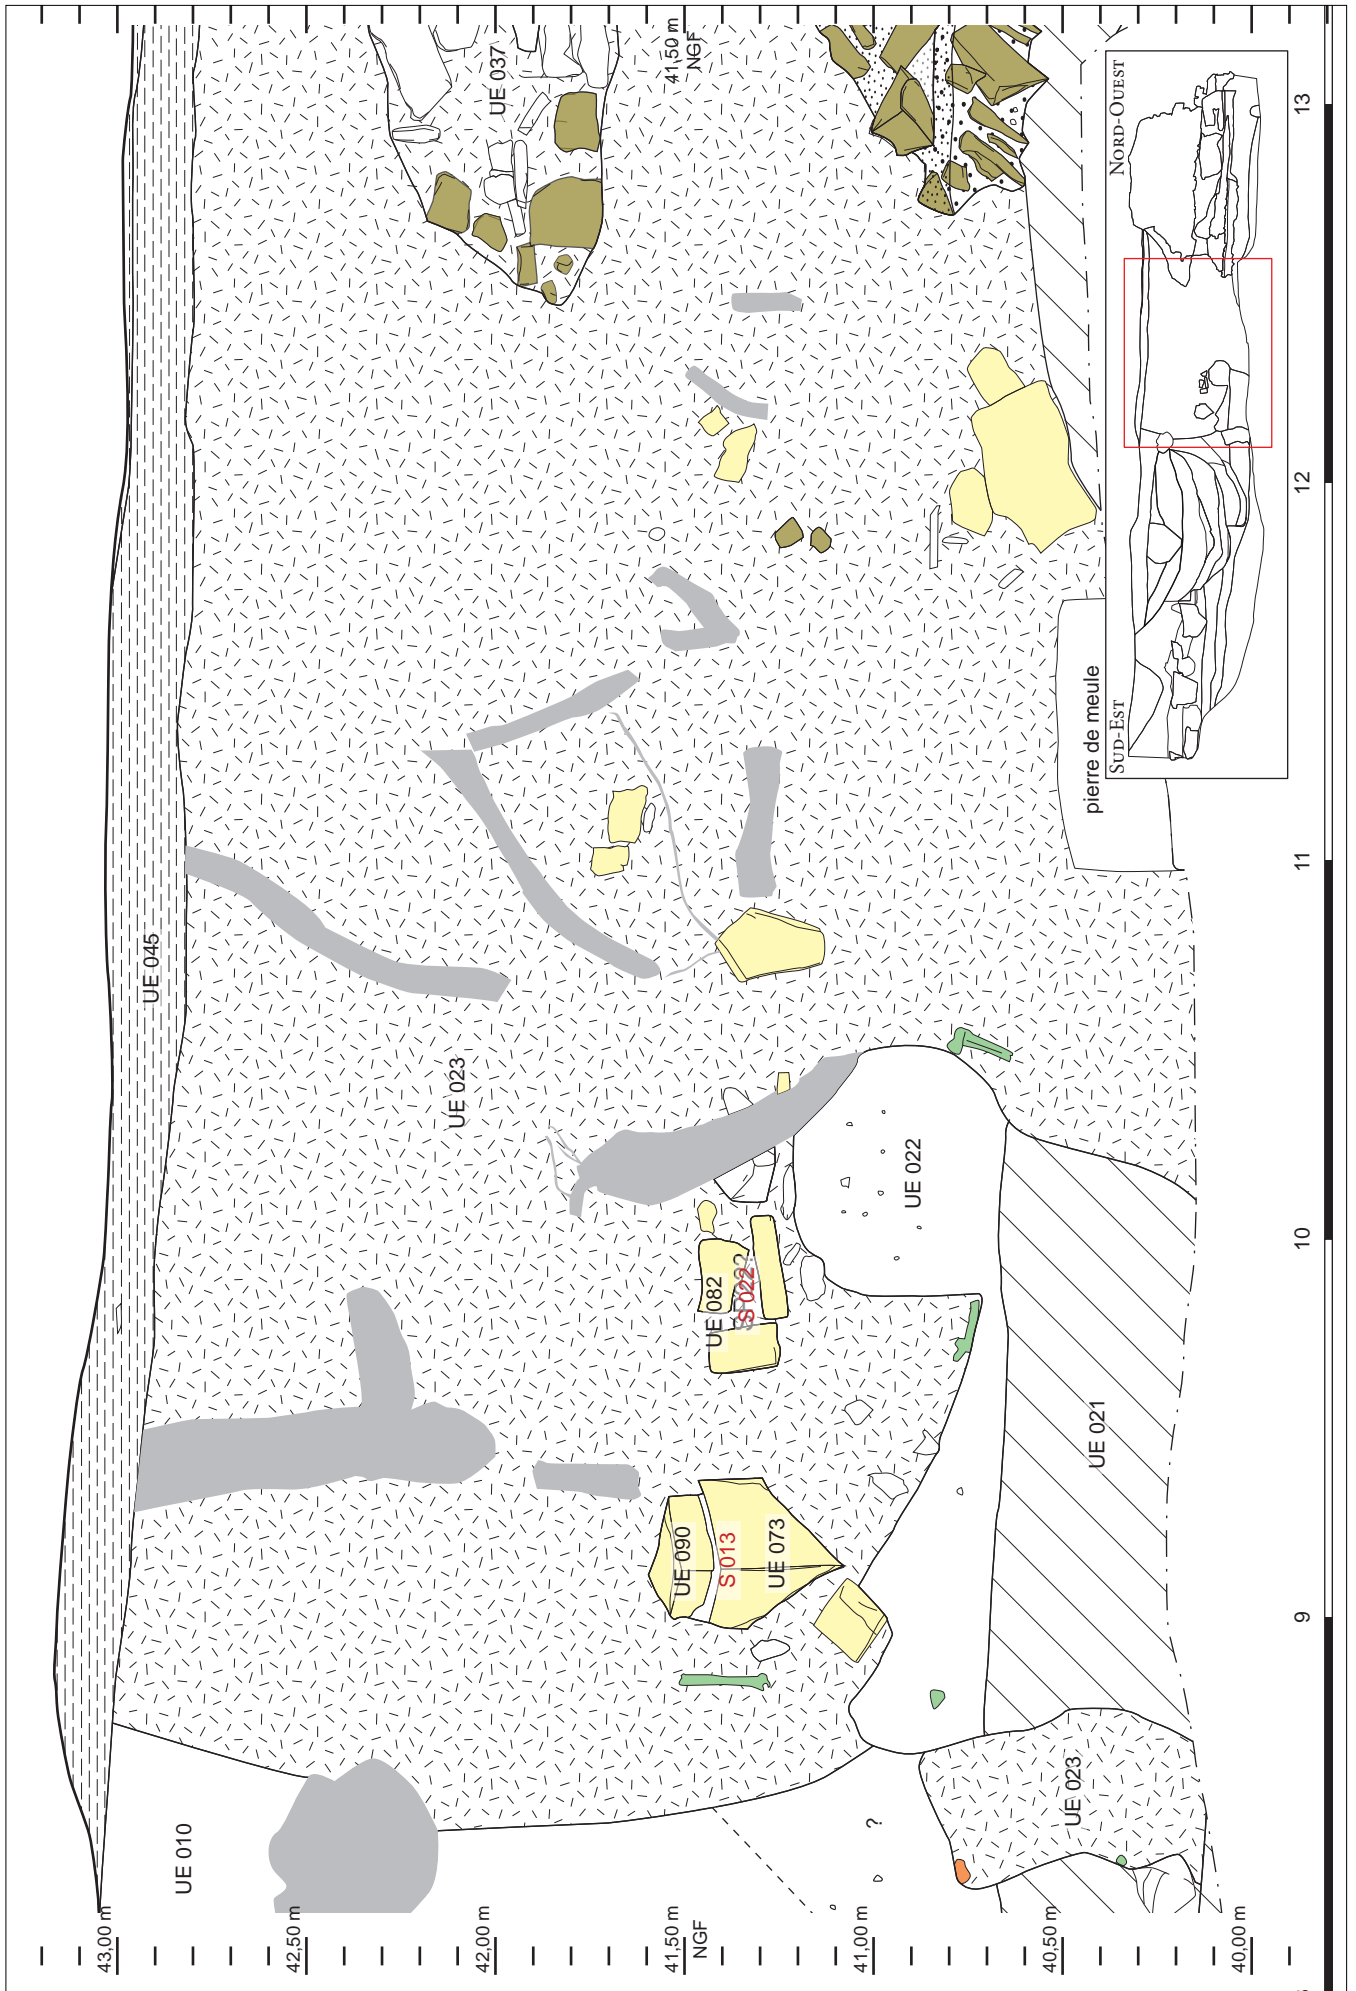 UE 037
41,50 m
NGF
UE 045
UE 023
UE 010
UE 082
S 022
UE 022
UE 090
S 013
UE 073
UE 021
UE 023
?
pierre de meule
SUD-EST
NORD-OUEST
43,00 m
42,50 m
42,00 m
41,50 m
NGF
41,00 m
40,50 m
40,00 m
9
10
11
12
13